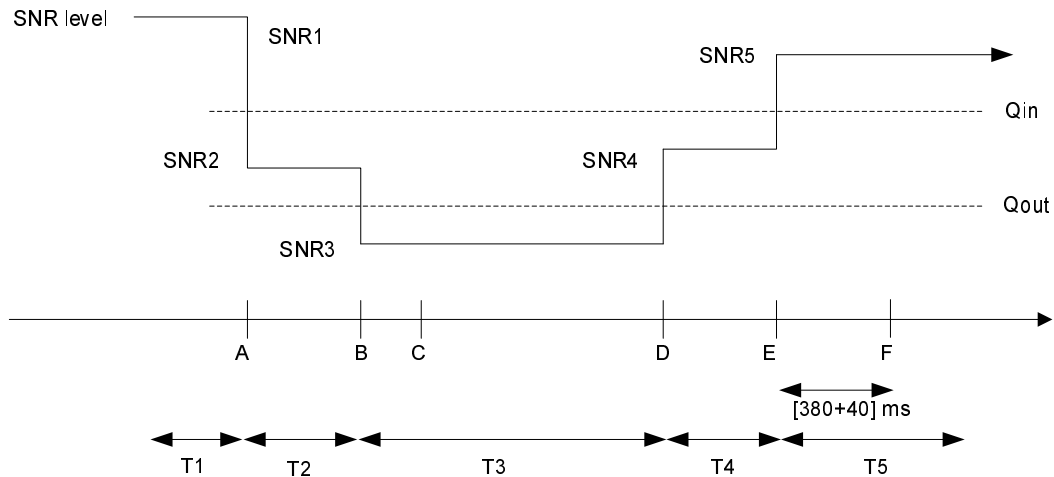 SNR level
SNR1
SNR5
Qin
SNR2
SNR4
Qout
SNR3
A B C D E F
[380+40] ms
T1 T2 T3 T4 T5